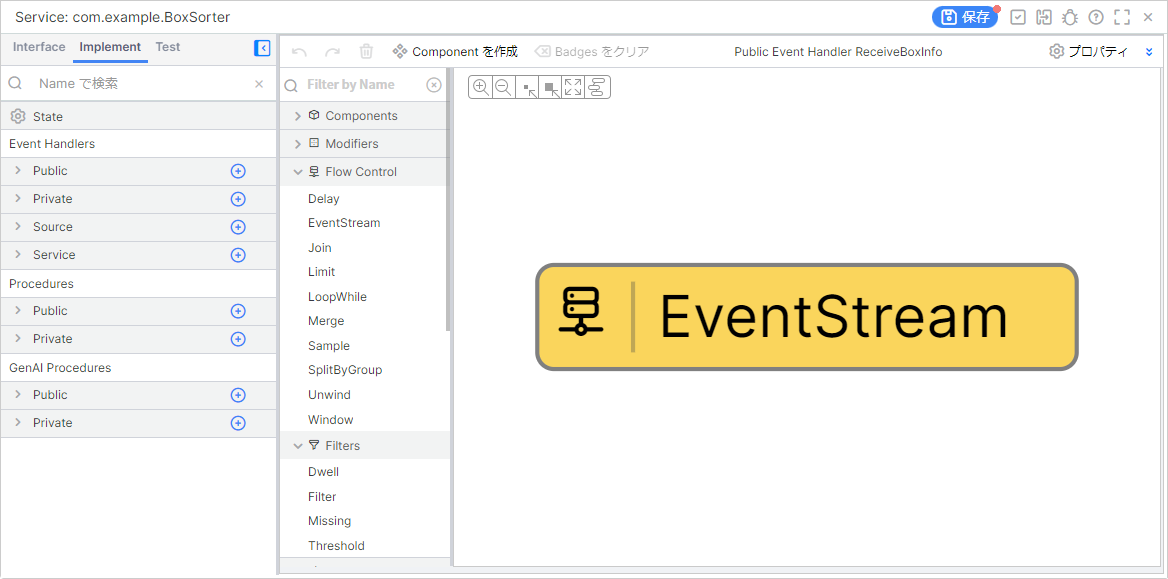 Service: com.example.BoxSorter
保存
Interface Implement Test
Component を作成 Badges をクリア Public Event Handler ReceiveBoxInfo プロパティ
Name で検索
State
Event Handlers
Public
Private
Source
Service
Procedures
Public
Private
GenAI Procedures
Public
Private
Filter by Name
Components
Modifiers
Flow Control
Delay
EventStream
Join
Limit
LoopWhile
Merge
Sample
SplitByGroup
Unwind
Window
Filters
Dwell
Filter
Missing
Threshold
EventStream